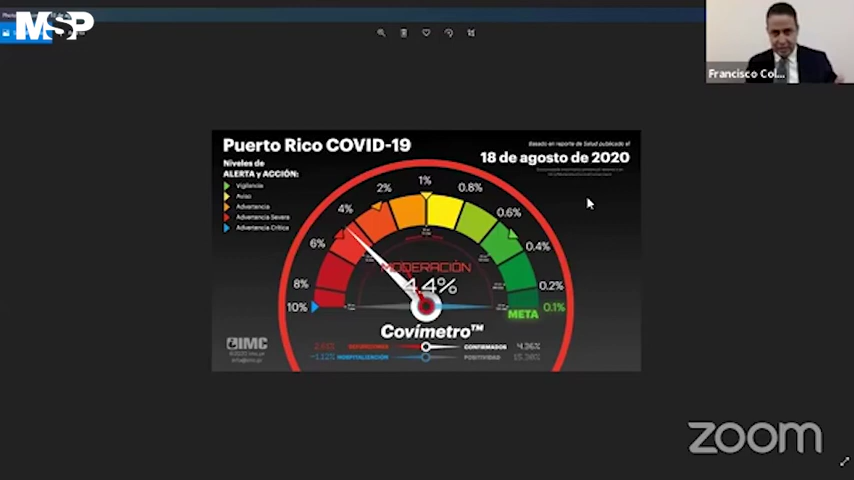 MSP
Francisco Col...
Puerto Rico COVID-19
Niveles de
ALERTA y ACCIÓN:
Vigilancia
Aviso
Advertencia
Advertencia Severa
Advertencia Crítica
Basado en reporte de Salud publicado el
18 de agosto de 2020
10%
8%
6%
4%
2%
1%
0.8%
0.6%
0.4%
0.2%
0.1%
META
MODERACIÓN
4.4%
Covímetro™
IMC
DEFUNCIONES
CONFIRMADOS
4.36%
HOSPITALIZACIÓN
POSITIVIDAD
zoom